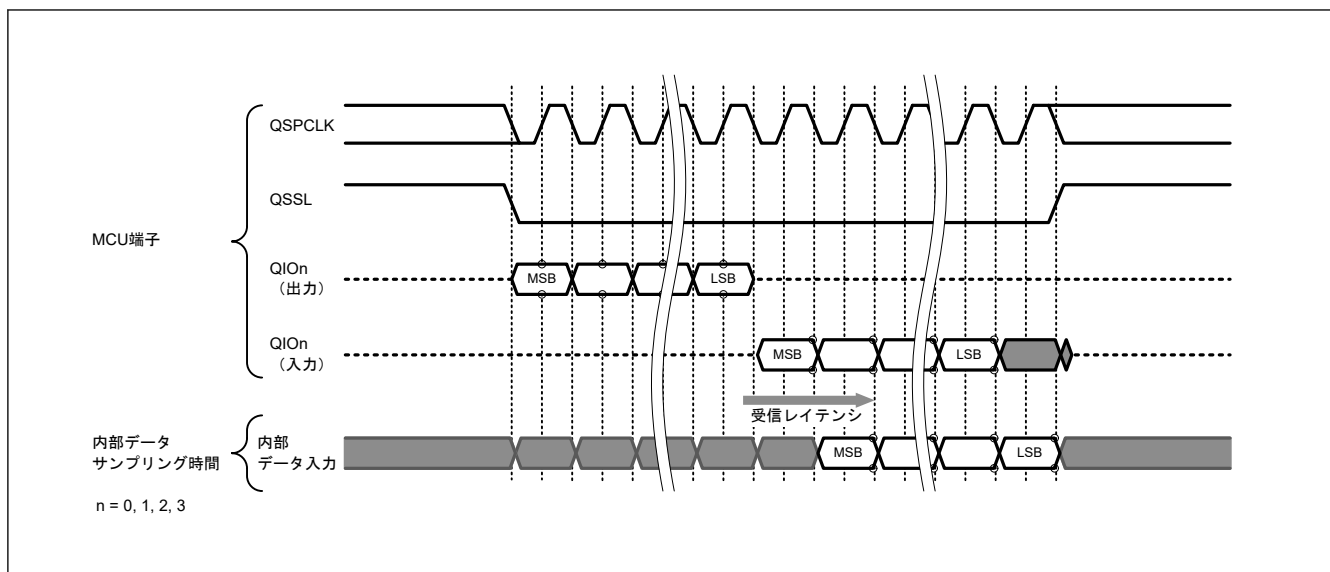 QSPCLK
QSSL
MCU端子
QIOn
（出力）
MSB
LSB
QIOn
（入力）
MSB
LSB
受信レイテンシ
内部データ
サンプリング時間
内部
データ入力
MSB
LSB
n = 0, 1, 2, 3